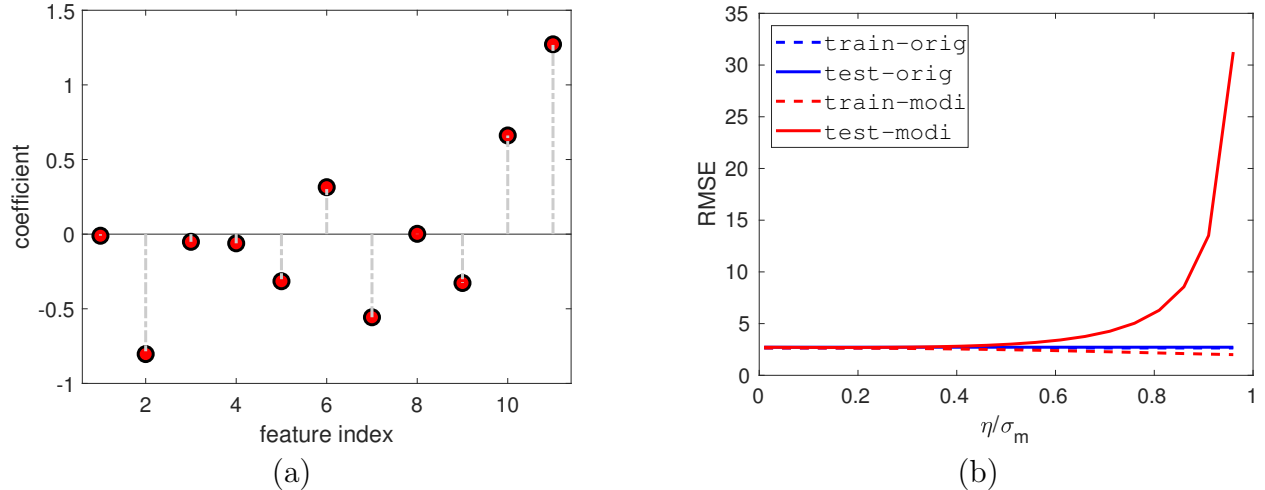 1.5
1
0.5
0
-0.5
-1
2
4
6
8
10
coefficient
feature index
(a)
35
30
25
20
15
10
5
0
0
0.2
0.4
0.6
0.8
1
RMSE
η/σm
train-orig
test-orig
train-modi
test-modi
(b)